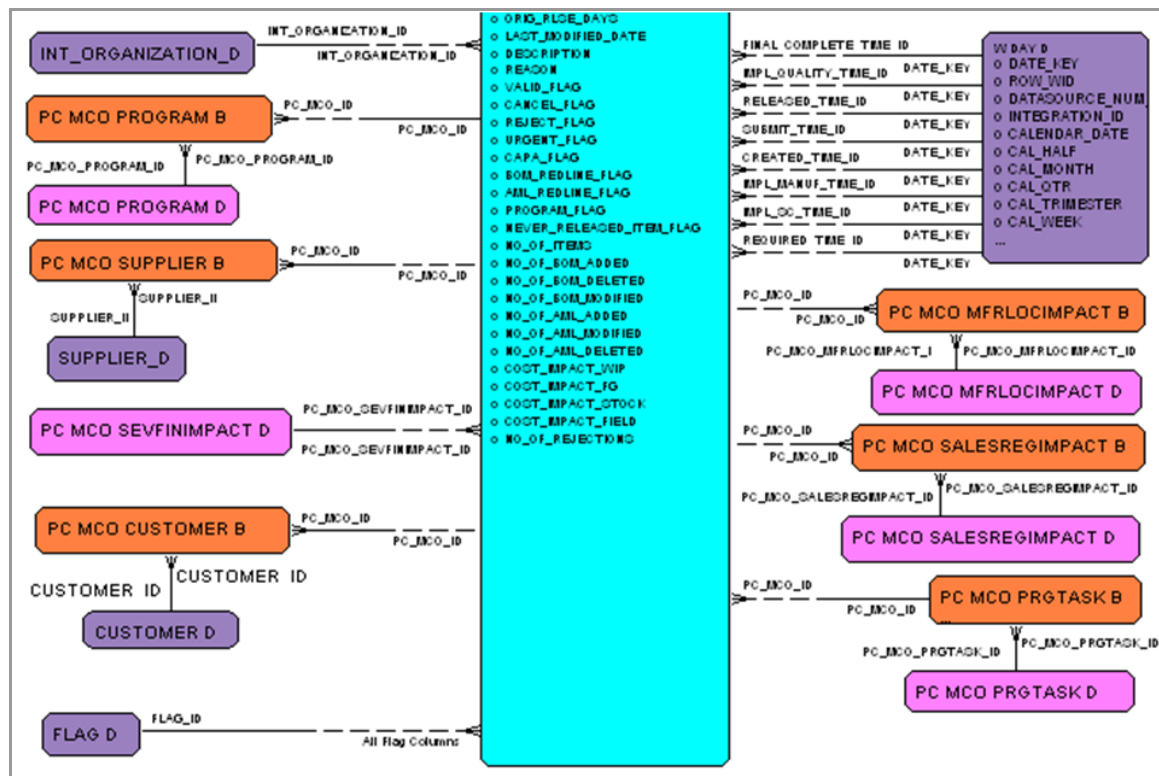 INT_ORGANIZATION_D
INT_ORGANIZATION_ID
INT_ORGANIZATION_ID
PC MCO PROGRAM B
PC_MCO_ID
PC_MCO_ID
PC_MCO_PROGRAM_ID
PC_MCO_PROGRAM_ID
PC MCO PROGRAM D
PC MCO SUPPLIER B
PC_MCO_ID
PC_MCO_ID
SUPPLIER_II
SUPPLIER_II
SUPPLIER_D
PC MCO SEVFINIMPACT D
PC_MCO_SEVFINIMPACT_ID
PC_MCO_SEVFINIMPACT_ID
PC MCO CUSTOMER B
PC_MCO_ID
PC_MCO_ID
CUSTOMER ID
CUSTOMER ID
CUSTOMER D
FLAG D
FLAG_ID
All Flag Columns
o ORIG_RLSE_DAYS
o LAST_MODIFIED_DATE
o DESCRIPTION
o REASON
o VALID_FLAG
o CANCEL_FLAG
o REJECT_FLAG
o URGENT_FLAG
o CAPA_FLAG
o BOM_REDLINE_FLAG
o AML_REDLINE_FLAG
o PROGRAM_FLAG
o NEVER_RELEASED_ITEM_FLAG
o NO_OF_ITEMS
o NO_OF_BOM_ADDED
o NO_OF_BOM_DELETED
o NO_OF_BOM_MODIFIED
o NO_OF_AML_ADDED
o NO_OF_AML_MODIFIED
o NO_OF_AML_DELETED
o COST_IMPACT_WIP
o COST_IMPACT_FG
o COST_IMPACT_STOCK
o COST_IMPACT_FIELD
o NO_OF_REJECTIONS
FINAL COMPLETE TIME ID
DATE_KEY
IMPL_QUALITY_TIME_ID
DATE_KEY
RELEASED_TIME_ID
DATE_KEY
SUBMIT_TIME_ID
DATE_KEY
CREATED_TIME_ID
DATE_KEY
IMPL_MANUF_TIME_ID
DATE_KEY
IMPL_SC_TIME_ID
DATE_KEY
REQUIRED TIME ID
DATE_KEY
W DAY D
o DATE_KEY
o ROW_WID
o DATASOURCE_NUM_
o INTEGRATION_ID
o CALENDAR_DATE
o CAL_HALF
o CAL_MONTH
o CAL_QTR
o CAL_TRIMESTER
o CAL_WEEK
...
PC_MCO_ID
PC_MCO_ID
PC MCO MFRLOCIMPACT B
PC_MCO_MFRLOCIMPACT_I
PC_MCO_MFRLOCIMPACT_ID
PC MCO MFRLOCIMPACT D
PC_MCO_ID
PC_MCO_ID
PC MCO SALESREGIMPACT B
PC_MCO_SALESREGIMPACT_ID
PC_MCO_SALESREGIMPACT_ID
PC MCO SALESREGIMPACT D
PC_MCO_ID
PC_MCO_ID
PC MCO PRGTASK B
...
PC_MCO_PRGTASK_ID
PC_MCO_PRGTASK_ID
PC MCO PRGTASK D